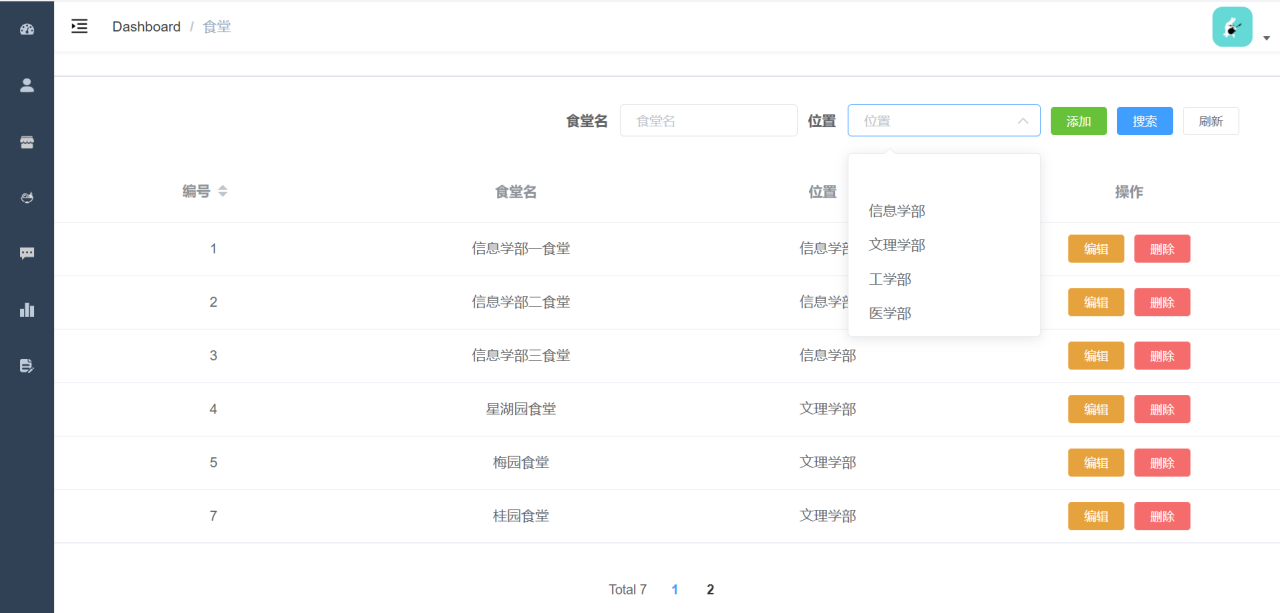 Dashboard / 食堂
食堂名 食堂名 位置 位置 添加 搜索 刷新
编号 食堂名 位置 操作
信息学部
文理学部
工学部
医学部
1 信息学部一食堂 信息学部 编辑 删除
2 信息学部二食堂 信息学部 编辑 删除
3 信息学部三食堂 信息学部 编辑 删除
4 星湖园食堂 文理学部 编辑 删除
5 梅园食堂 文理学部 编辑 删除
7 桂园食堂 文理学部 编辑 删除
Total 7 1 2